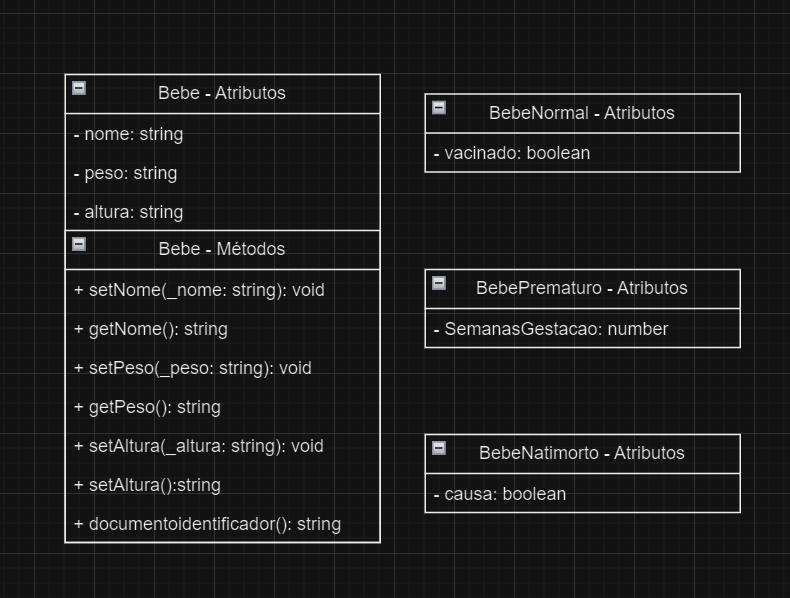 Bebe - Atributos
- nome: string
- peso: string
- altura: string
Bebe - Métodos
+ setNome(_nome: string): void
+ getNome(): string
+ setPeso(_peso: string): void
+ getPeso(): string
+ setAltura(_altura: string): void
+ setAltura():string
+ documentoidentificador(): string
BebeNormal - Atributos
- vacinado: boolean
BebePrematuro - Atributos
- SemanasGestacao: number
BebeNatimorto - Atributos
- causa: boolean